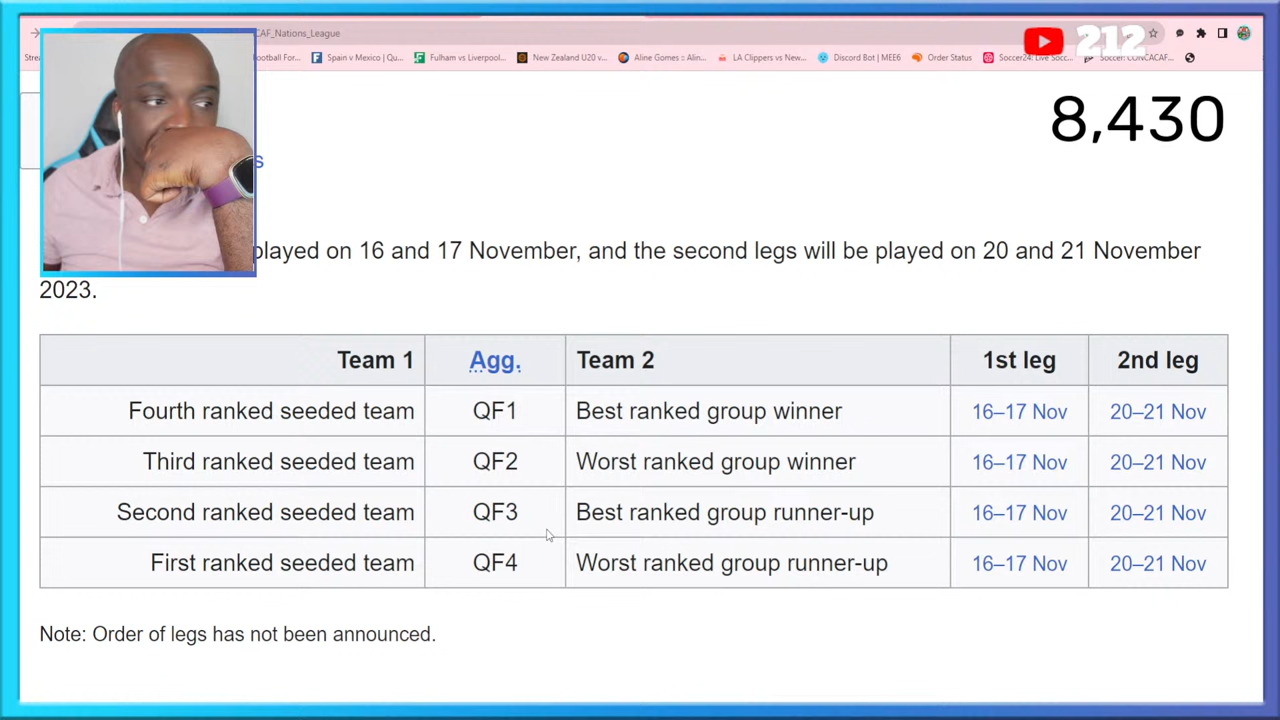 CAF_Nations_League
212
Football For...
Spain v Mexico | Qu...
Fulham vs Liverpool...
New Zealand U20 v...
Aline Games :: Alin...
LA Clippers vs New...
Discord Bot | MEE6
Order Status
Soccer24: Live Socc...
Soccer: CONCACAF...
8,430
s
played on 16 and 17 November, and the second legs will be played on 20 and 21 November
2023.
Team 1 Agg. Team 2 1st leg 2nd leg
Fourth ranked seeded team QF1 Best ranked group winner 16–17 Nov 20–21 Nov
Third ranked seeded team QF2 Worst ranked group winner 16–17 Nov 20–21 Nov
Second ranked seeded team QF3 Best ranked group runner-up 16–17 Nov 20–21 Nov
First ranked seeded team QF4 Worst ranked group runner-up 16–17 Nov 20–21 Nov
Note: Order of legs has not been announced.